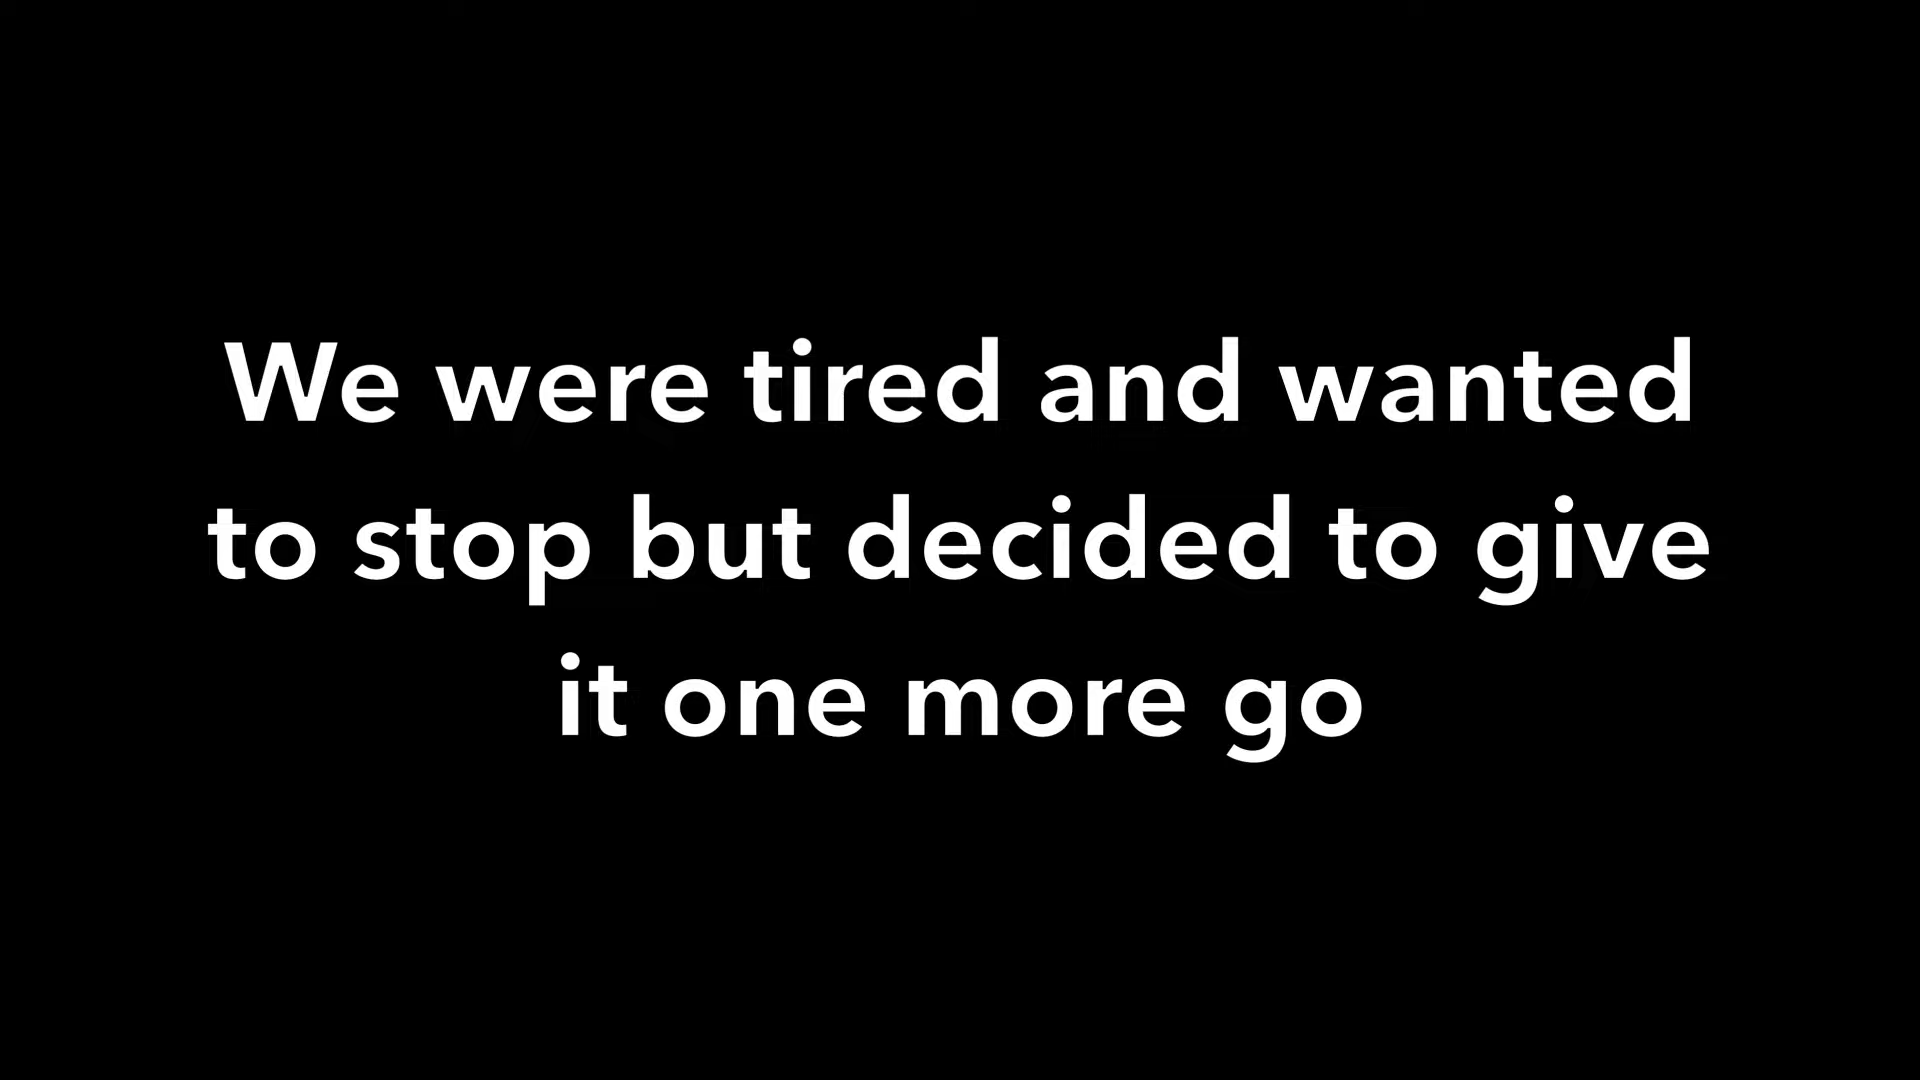 We were tired and wanted
to stop but decided to give
it one more go